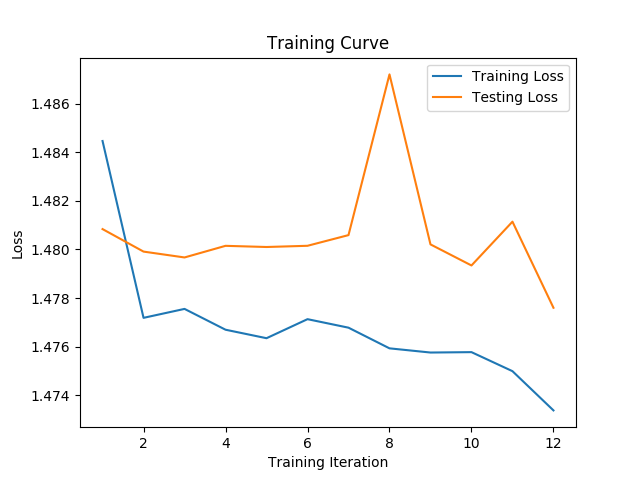 Training Curve
Training Loss
Testing Loss
1.486
1.484
1.482
1.480
1.478
1.476
1.474
Loss
2 4 6 8 10 12
Training Iteration